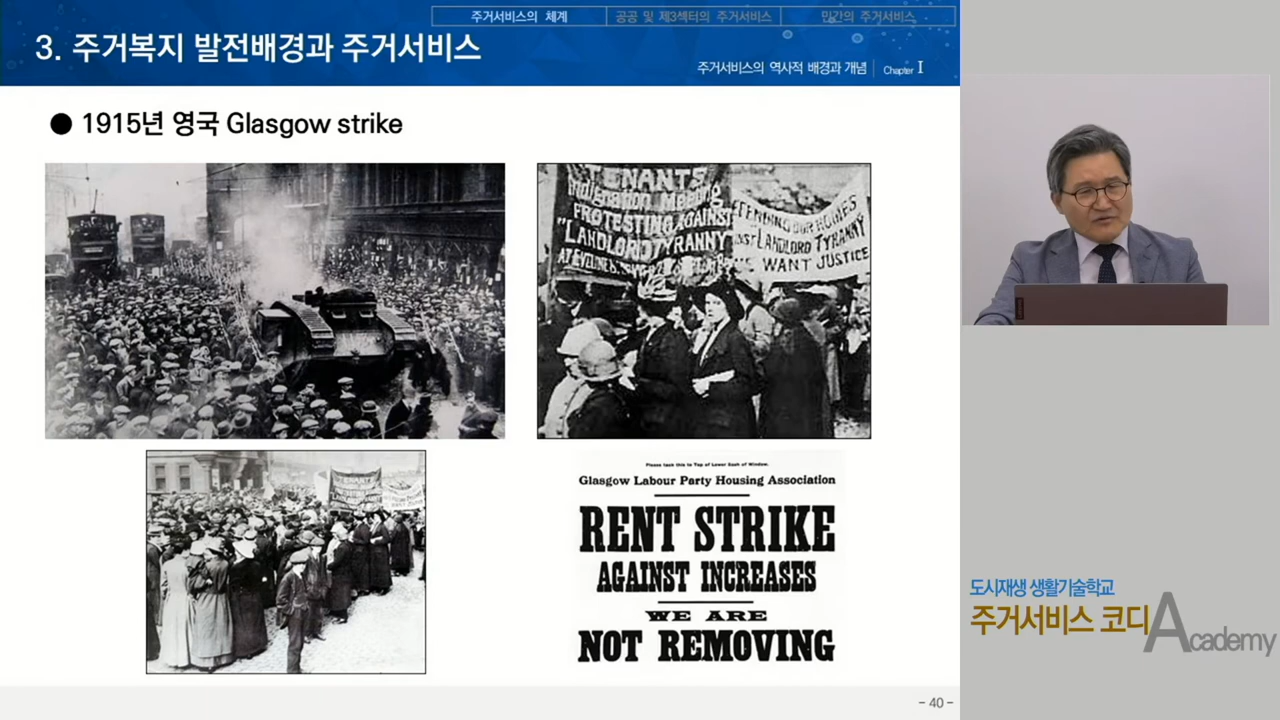 주거서비스의 체계
공공 및 제3섹터의 주거서비스
민간의 주거서비스
3. 주거복지 발전배경과 주거서비스
주거서비스의 역사적 배경과 개념
Chapter I
● 1915년 영국 Glasgow strike
TENANTS
Indignation Meeting
PROTESTING AGAINST
"LANDLORD TYRANNY"
OUR HOMES
LANDLORD TYRANNY
WANT JUSTICE
TENANTS
Please tack this to Top of Lower Sash of Window.
Glasgow Labour Party Housing Association
RENT STRIKE
AGAINST INCREASES
WE ARE
NOT REMOVING
도시재생 생활기술학교
주거서비스 코디 Academy
- 40 -